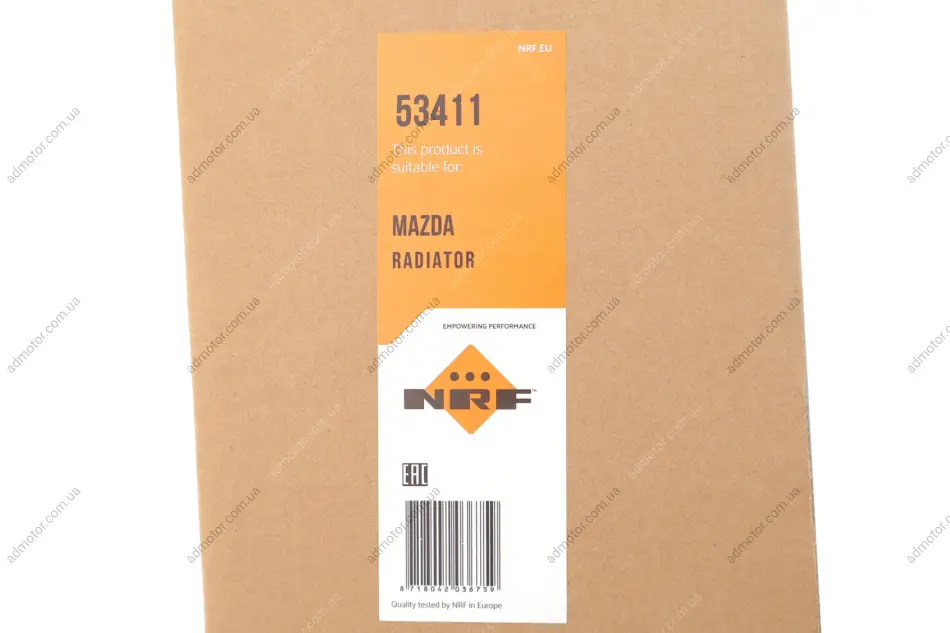 NRF.EU
53411
This product is
suitable for:
MAZDA
RADIATOR
EMPOWERING PERFORMANCE
NRF™
EAC
8 718042 036759
Quality tested by NRF in Europe
admotor.com.ua